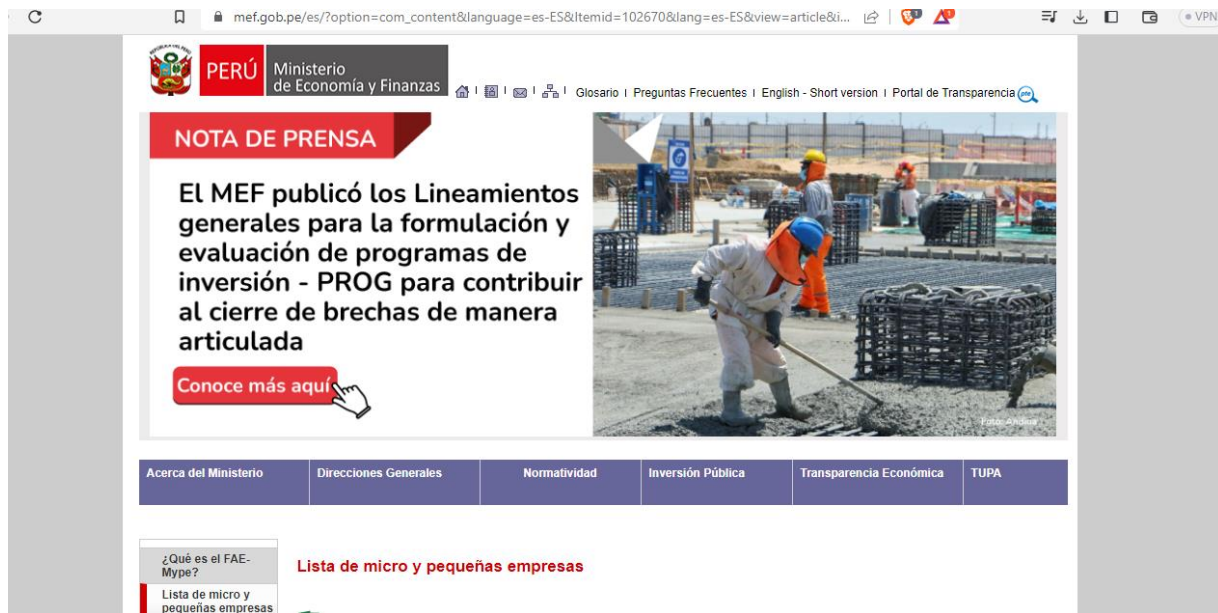 mef.gob.pe/es/?option=com_content&language=es-ES&Itemid=102670&lang=es-ES&view=article&i...
VPN
PERÚ
Ministerio
de Economía y Finanzas
Glosario | Preguntas Frecuentes | English - Short version | Portal de Transparencia
NOTA DE PRENSA
El MEF publicó los Lineamientos
generales para la formulación y
evaluación de programas de
inversión - PROG para contribuir
al cierre de brechas de manera
articulada
Conoce más aquí
Foto: Andina
Acerca del Ministerio
Direcciones Generales
Normatividad
Inversión Pública
Transparencia Económica
TUPA
¿Qué es el FAE-
Mype?
Lista de micro y
pequeñas empresas
Lista de micro y pequeñas empresas